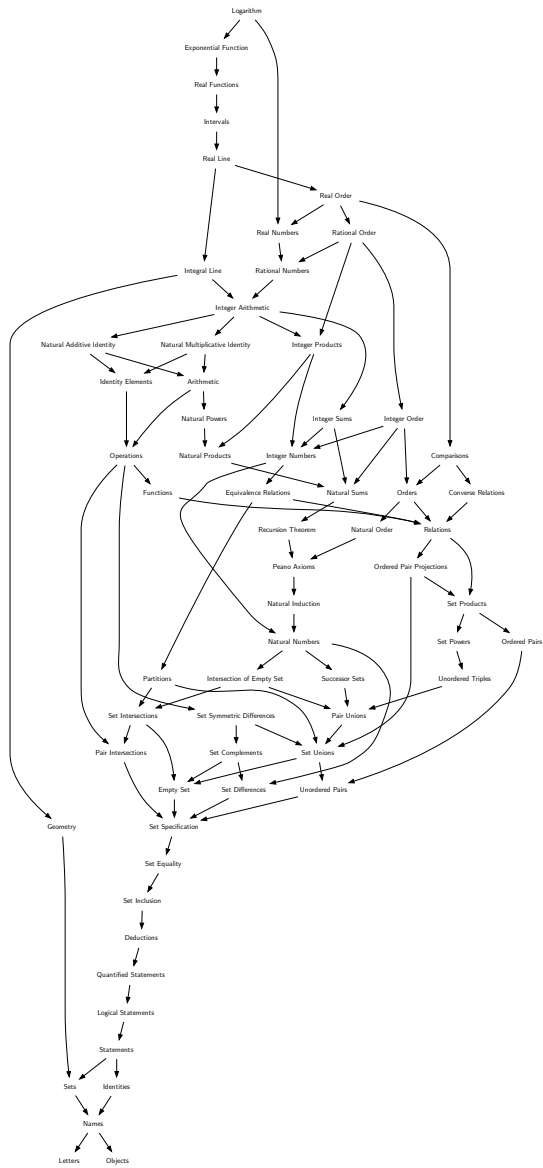 Logarithm
Exponential Function
Real Functions
Intervals
Real Line
Real Order
Real Numbers
Rational Order
Integral Line
Rational Numbers
Integer Arithmetic
Natural Additive Identity
Natural Multiplicative Identity
Integer Products
Identity Elements
Arithmetic
Natural Powers
Integer Sums
Integer Order
Operations
Natural Products
Integer Numbers
Comparisons
Functions
Equivalence Relations
Natural Sums
Orders
Converse Relations
Recursion Theorem
Natural Order
Relations
Peano Axioms
Ordered Pair Projections
Natural Induction
Set Products
Natural Numbers
Set Powers
Ordered Pairs
Partitions
Intersection of Empty Set
Successor Sets
Unordered Triples
Set Intersections
Set Symmetric Differences
Pair Unions
Pair Intersections
Set Complements
Set Unions
Empty Set
Set Differences
Unordered Pairs
Geometry
Set Specification
Set Equality
Set Inclusion
Deductions
Quantified Statements
Logical Statements
Statements
Sets
Identities
Names
Letters
Objects